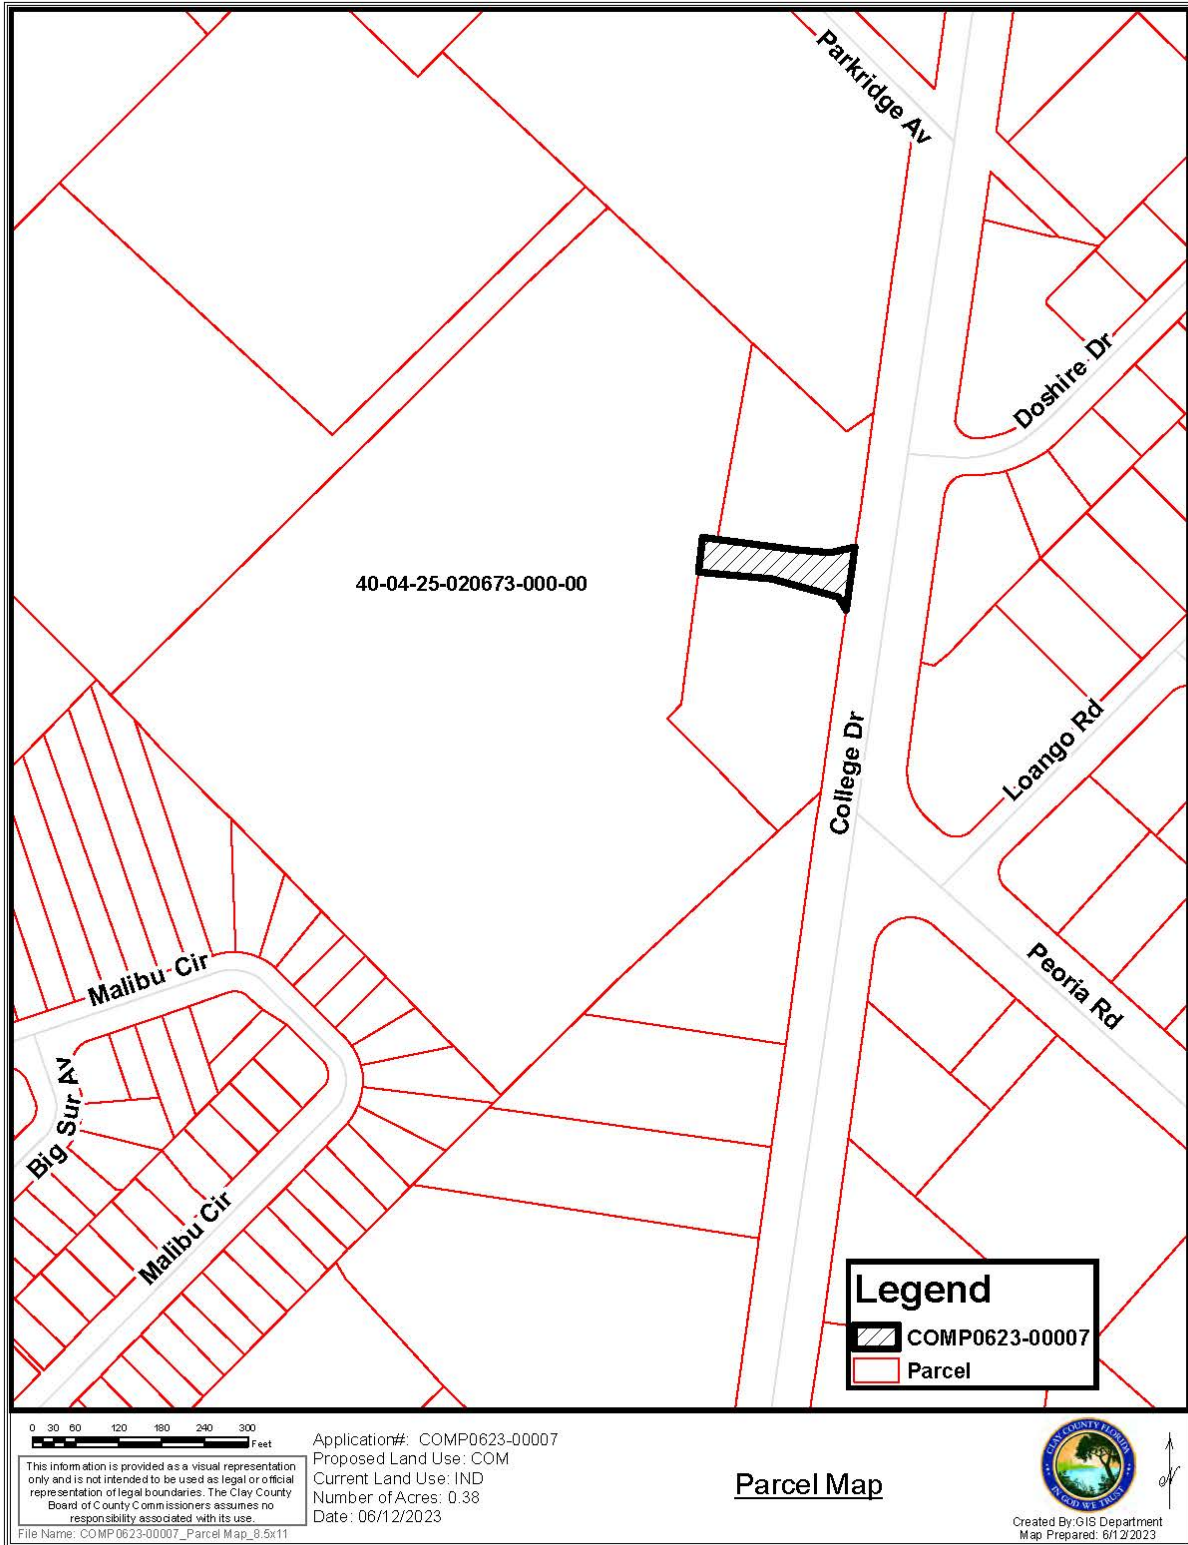 Parkridge Av
Doshire Dr
40-04-25-020673-000-00
College Dr
Loango Rd
Peoria Rd
Malibu Cir
Big Sur Av
Malibu Cir
Legend
COMP0623-00007
Parcel
0 30 60 120 180 240 300
Feet
This information is provided as a visual representation
only and is not intended to be used as legal or official
representation of legal boundaries. The Clay County
Board of County Commissioners assumes no
responsibility associated with its use.
File Name: COMP0623-00007_Parcel Map_8.5x11
Application#: COMP0623-00007
Proposed Land Use: COM
Current Land Use: IND
Number of Acres: 0.38
Date: 06/12/2023
Parcel Map
CLAY COUNTY FLORIDA
IN GOD WE TRUST
N
Created By:GIS Department
Map Prepared: 6/12/2023